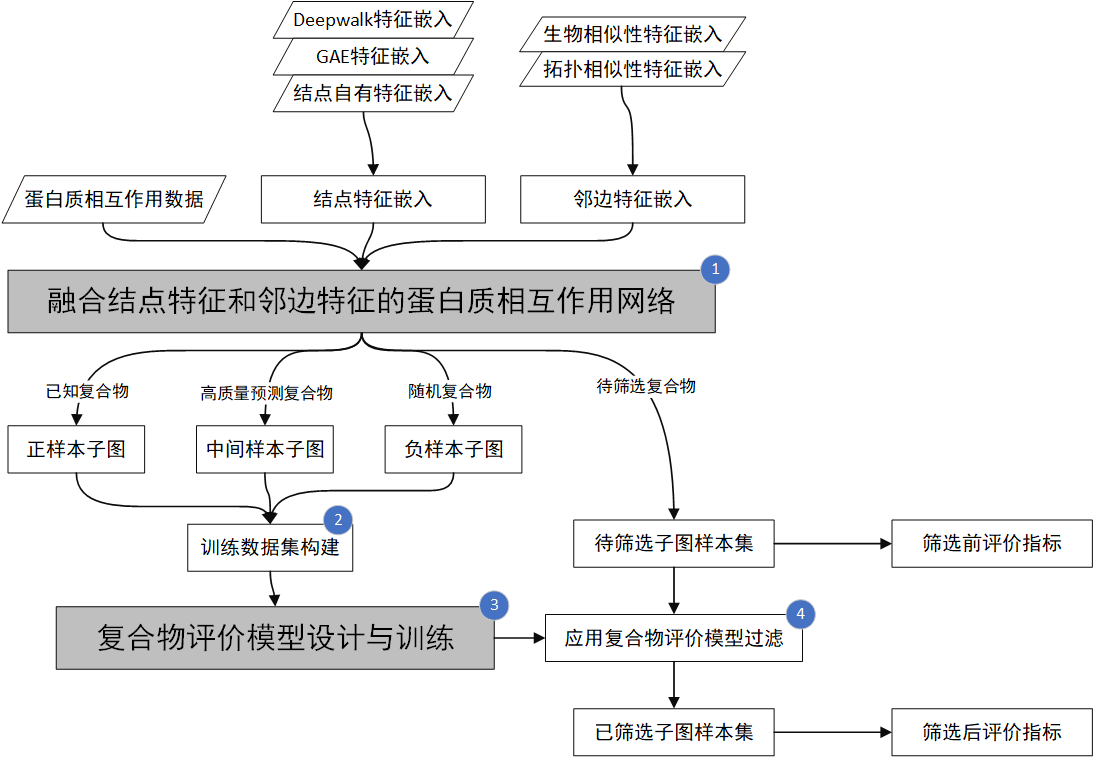 Deepwalk特征嵌入
GAE特征嵌入
结点自有特征嵌入
生物相似性特征嵌入
拓扑相似性特征嵌入
蛋白质相互作用数据
结点特征嵌入
邻边特征嵌入
1
融合结点特征和邻边特征的蛋白质相互作用网络
已知复合物
高质量预测复合物
随机复合物
待筛选复合物
正样本子图
中间样本子图
负样本子图
2
训练数据集构建
待筛选子图样本集
筛选前评价指标
3
复合物评价模型设计与训练
4
应用复合物评价模型过滤
已筛选子图样本集
筛选后评价指标